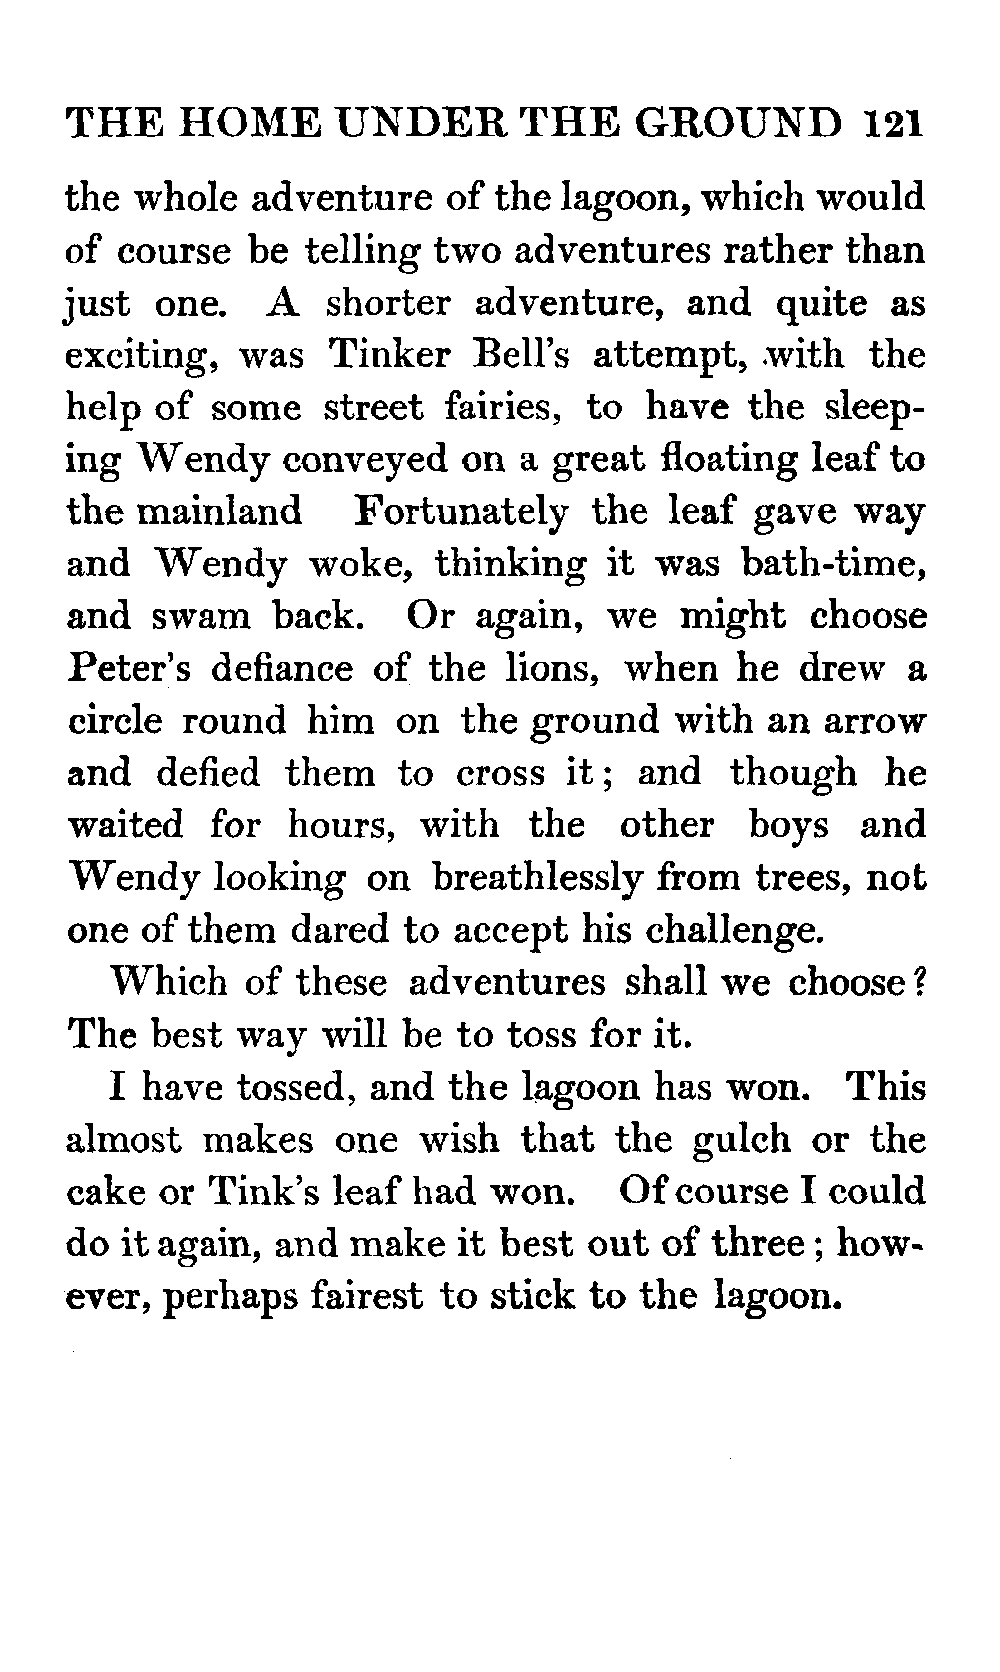 THE HOME UNDER THE GROUND 121
the whole adventure of the lagoon, which would
of course be telling two adventures rather than
just one. A shorter adventure, and quite as
exciting, was Tinker Bell's attempt, with the
help of some street fairies, to have the sleep-
ing Wendy conveyed on a great floating leaf to
the mainland Fortunately the leaf gave way
and Wendy woke, thinking it was bath-time,
and swam back. Or again, we might choose
Peter's defiance of the lions, when he drew a
circle round him on the ground with an arrow
and defied them to cross it; and though he
waited for hours, with the other boys and
Wendy looking on breathlessly from trees, not
one of them dared to accept his challenge.
Which of these adventures shall we choose?
The best way will be to toss for it.
I have tossed, and the lagoon has won. This
almost makes one wish that the gulch or the
cake or Tink's leaf had won. Of course I could
do it again, and make it best out of three; how-
ever, perhaps fairest to stick to the lagoon.